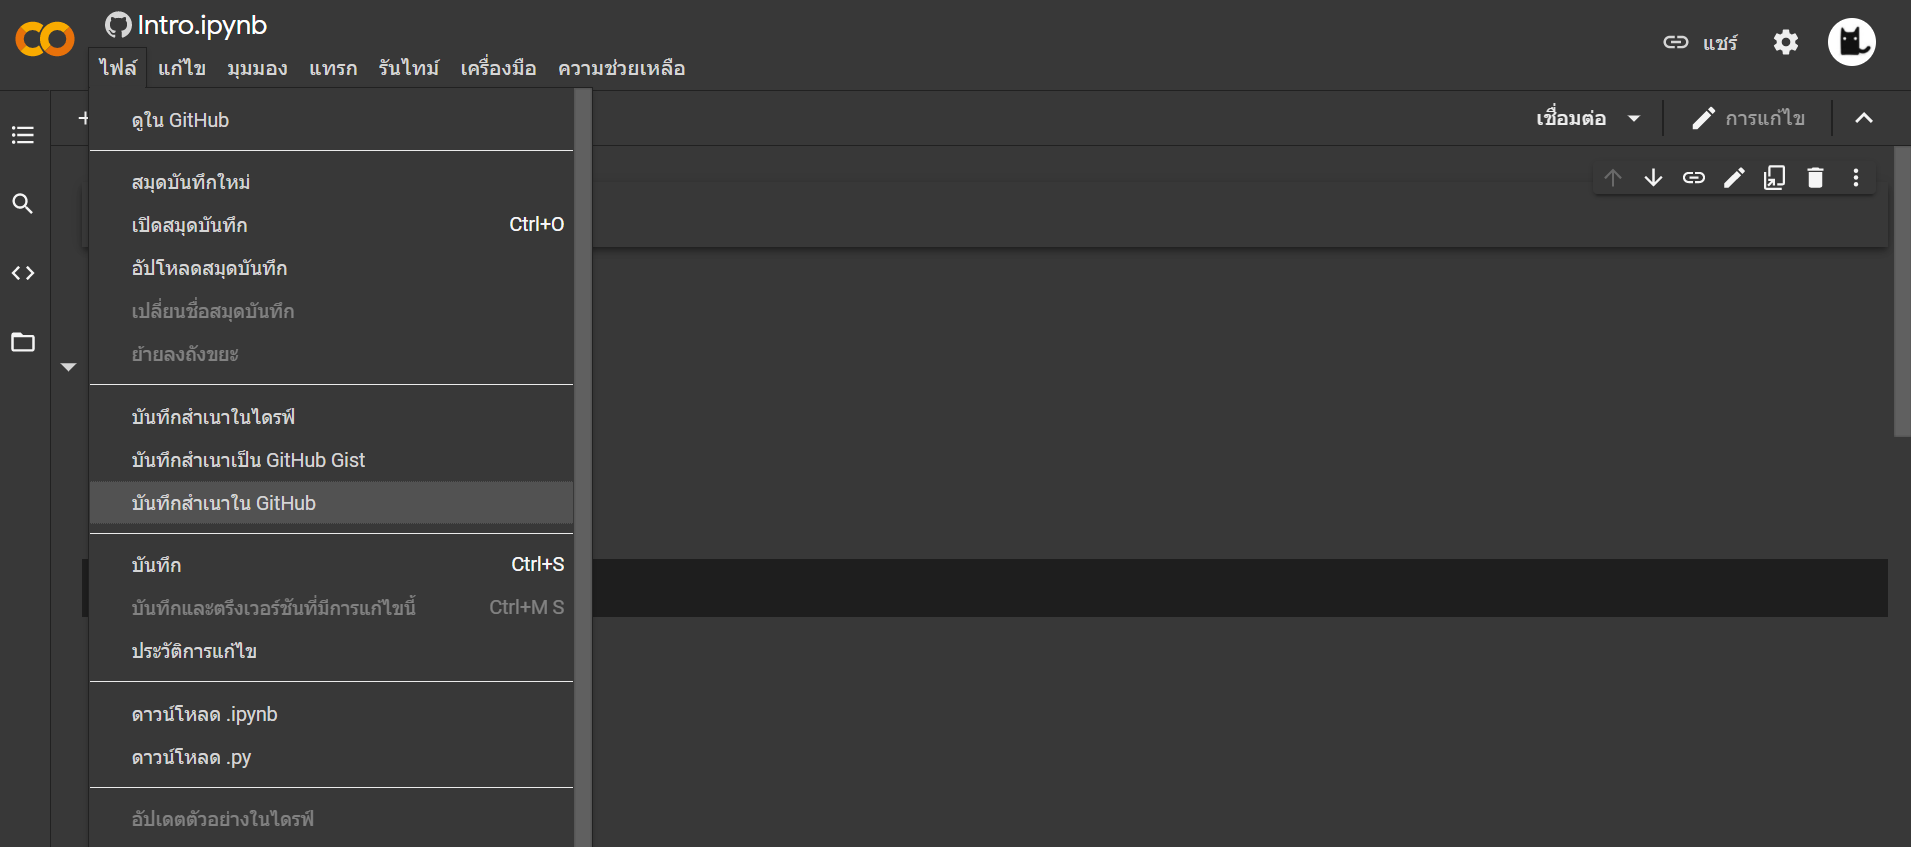 Intro.ipynb
แชร์
ไฟล์ แก้ไข มุมมอง แทรก รันไทม์ เครื่องมือ ความช่วยเหลือ
+ เชื่อมต่อ การแก้ไข
ดูใน GitHub
สมุดบันทึกใหม่
เปิดสมุดบันทึก Ctrl+O
อัปโหลดสมุดบันทึก
เปลี่ยนชื่อสมุดบันทึก
ย้ายลงถังขยะ
บันทึกสำเนาในไดรฟ์
บันทึกสำเนาเป็น GitHub Gist
บันทึกสำเนาใน GitHub
บันทึก Ctrl+S
บันทึกและตรึงเวอร์ชันที่มีการแก้ไขนี้ Ctrl+M S
ประวัติการแก้ไข
ดาวน์โหลด .ipynb
ดาวน์โหลด .py
อัปเดตตัวอย่างในไดรฟ์